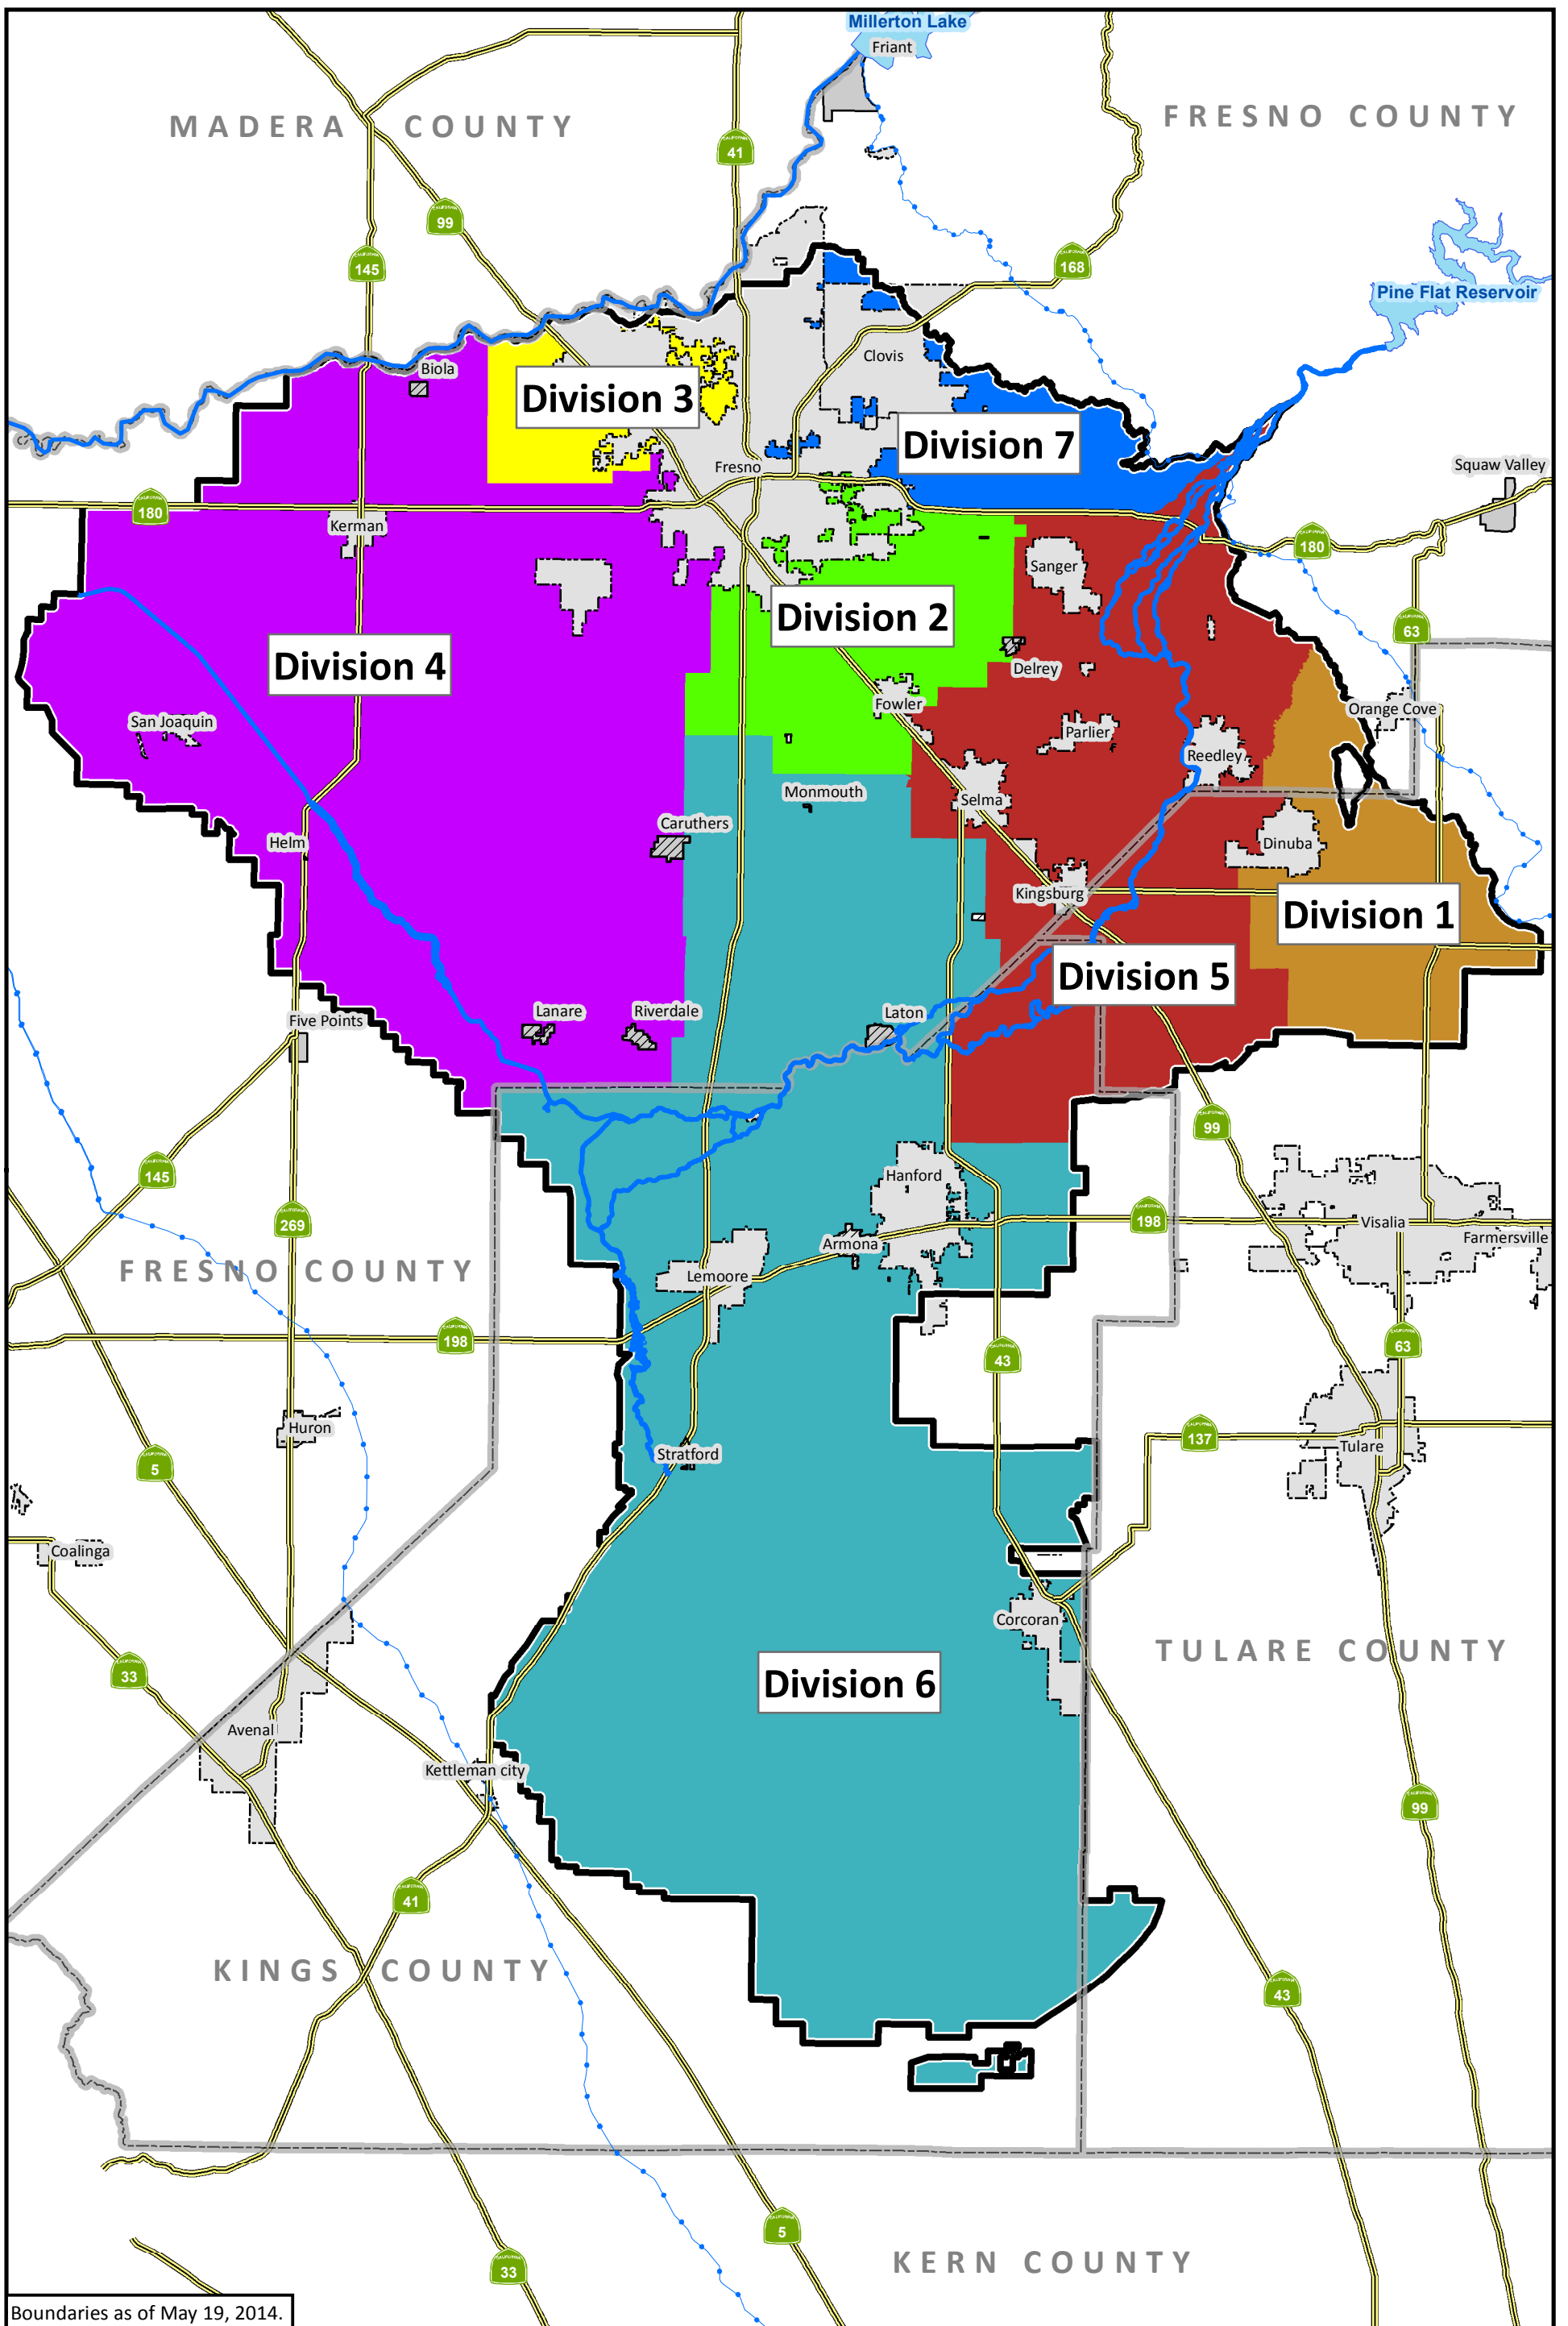 Millerton Lake
Friant
MADERA COUNTY
FRESNO COUNTY
41
99
145
168
Pine Flat Reservoir
Biola
Clovis
Division 3
Division 7
Fresno
Squaw Valley
180
Kerman
180
Sanger
Division 2
63
Division 4
Delrey
Fowler
Orange Cove
San Joaquin
Parlier
Reedley
Monmouth
Selma
Caruthers
Helm
Dinuba
Kingsburg
Division 1
Division 5
Lanare
Riverdale
Laton
Five Points
99
145
Hanford
269
198
Visalia
Armona
Farmersville
FRESNO COUNTY
Lemoore
198
63
43
Huron
137
Tulare
Stratford
5
Coalinga
Corcoran
TULARE COUNTY
33
Division 6
Avenal
Kettleman city
99
41
KINGS COUNTY
43
5
KERN COUNTY
33
Boundaries as of May 19, 2014.